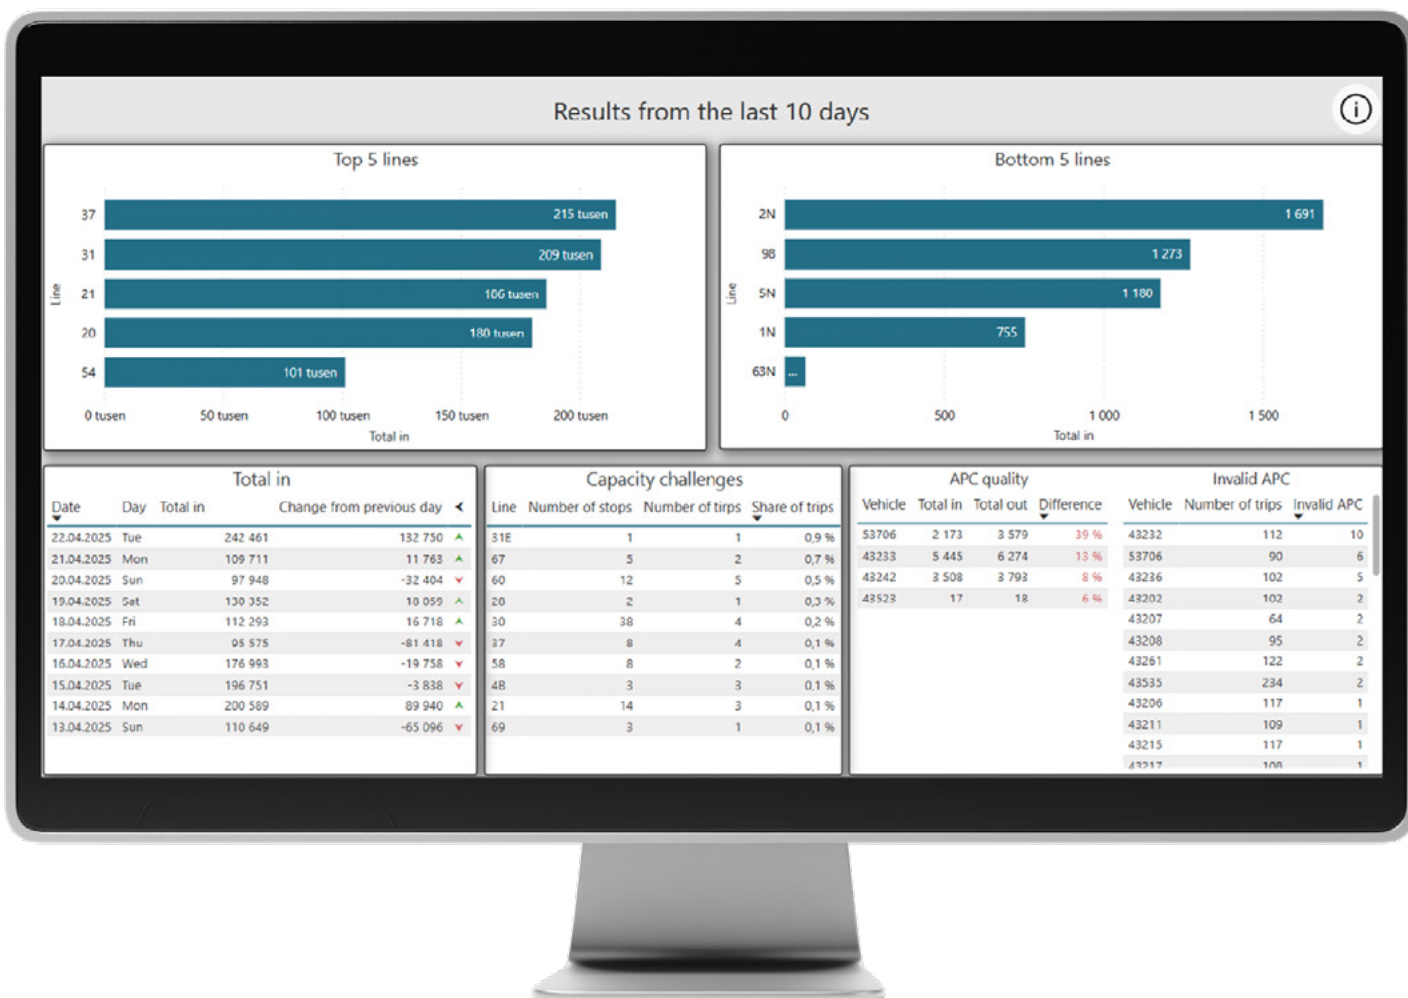 Results from the last 10 days
Top 5 lines
37 215 tusen
31 209 tusen
21 186 tusen
20 180 tusen
54 101 tusen
Line
0 tusen 50 tusen 100 tusen 150 tusen 200 tusen
Total in
Bottom 5 lines
2N 1 691
98 1 273
5N 1 180
1N 755
63N ...
Line
0 500 1 000 1 500
Total in
Total in
Date Day Total in Change from previous day
22.04.2025 Tue 242 461 132 750
21.04.2025 Mon 109 711 11 763
20.04.2025 Sun 97 948 -32 404
19.04.2025 Sat 130 352 18 059
18.04.2025 Fri 112 293 16 718
17.04.2025 Thu 95 575 -81 418
16.04.2025 Wed 176 993 -19 758
15.04.2025 Tue 196 751 -3 838
14.04.2025 Mon 200 589 89 940
13.04.2025 Sun 110 649 -65 096
Capacity challenges
Line Number of stops Number of tirps Share of trips
31E 1 1 0,9 %
67 5 2 0,7 %
60 12 5 0,5 %
2 1 0,3 %
30 38 4 0,2 %
37 8 4 0,1 %
58 8 2 0,1 %
3 3 0,1 %
21 14 3 0,1 %
69 3 1 0,1 %
APC quality
Vehicle Total in Total out Difference
53706 2 173 3 579 39 %
43233 5 445 6 274 13 %
43242 3 508 3 793 8 %
43523 17 18 6 %
Invalid APC
Vehicle Number of trips Invalid APC
43232 112 10
53706 90 6
43236 102 5
43202 102 2
43207 64 2
43208 95 2
43261 122 2
43535 234 2
43206 117 1
43211 109 1
43215 117 1
43217 108 1